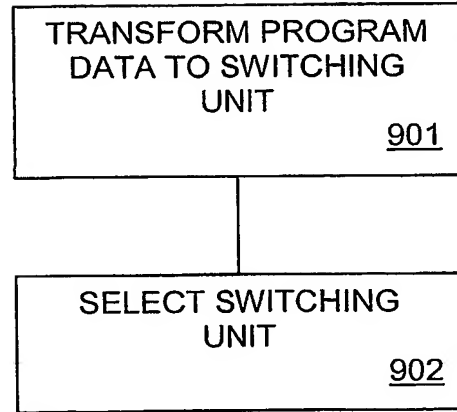 TRANSFORM PROGRAM
DATA TO SWITCHING
UNIT
901
SELECT SWITCHING
UNIT
902